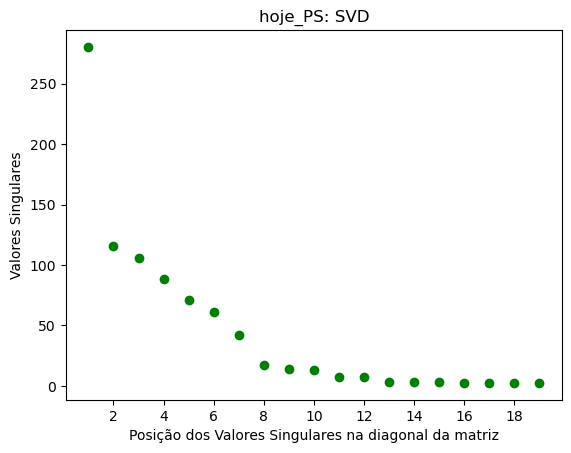 hoje_PS: SVD
Valores Singulares
250
200
150
100
50
0
2 4 6 8 10 12 14 16 18
Posição dos Valores Singulares na diagonal da matriz